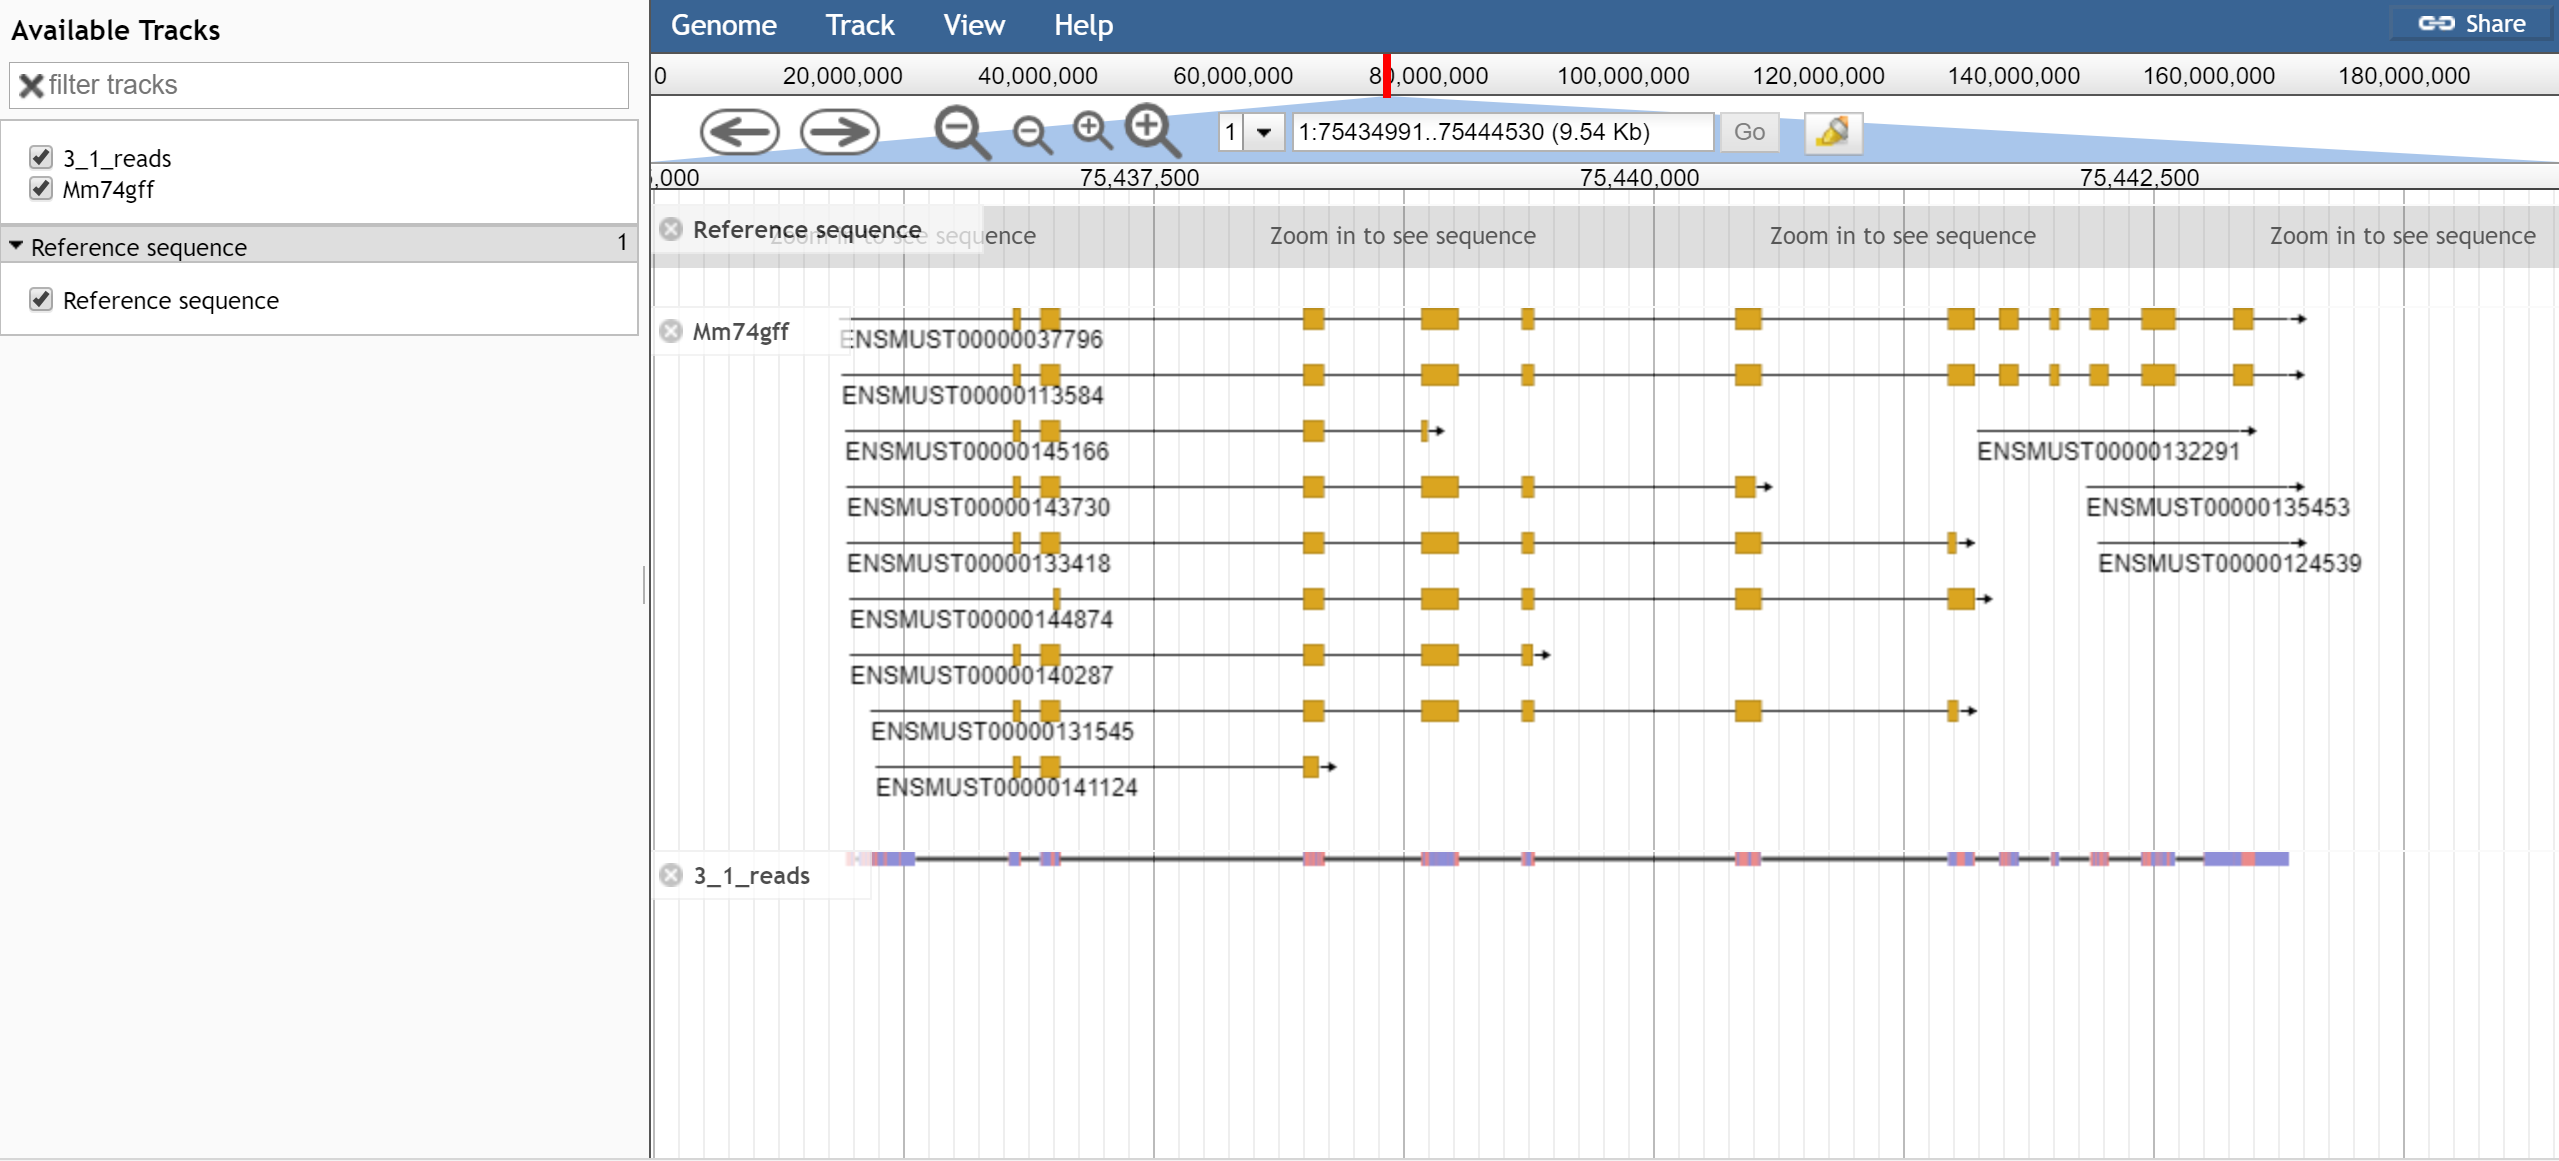 Available Tracks
filter tracks
3_1_reads
Mm74gff
Reference sequence 1
Reference sequence
Genome Track View Help Share
0 20,000,000 40,000,000 60,000,000 80,000,000 100,000,000 120,000,000 140,000,000 160,000,000 180,000,000
1 1:75434991..75444530 (9.54 Kb) Go
,000 75,437,500 75,440,000 75,442,500
Reference sequence Zoom in to see sequence Zoom in to see sequence Zoom in to see sequence Zoom in to see sequence
Mm74gff
ENSMUST00000037796
ENSMUST00000113584
ENSMUST00000145166 ENSMUST00000132291
ENSMUST00000143730 ENSMUST00000135453
ENSMUST00000133418 ENSMUST00000124539
ENSMUST00000144874
ENSMUST00000140287
ENSMUST00000131545
ENSMUST00000141124
3_1_reads